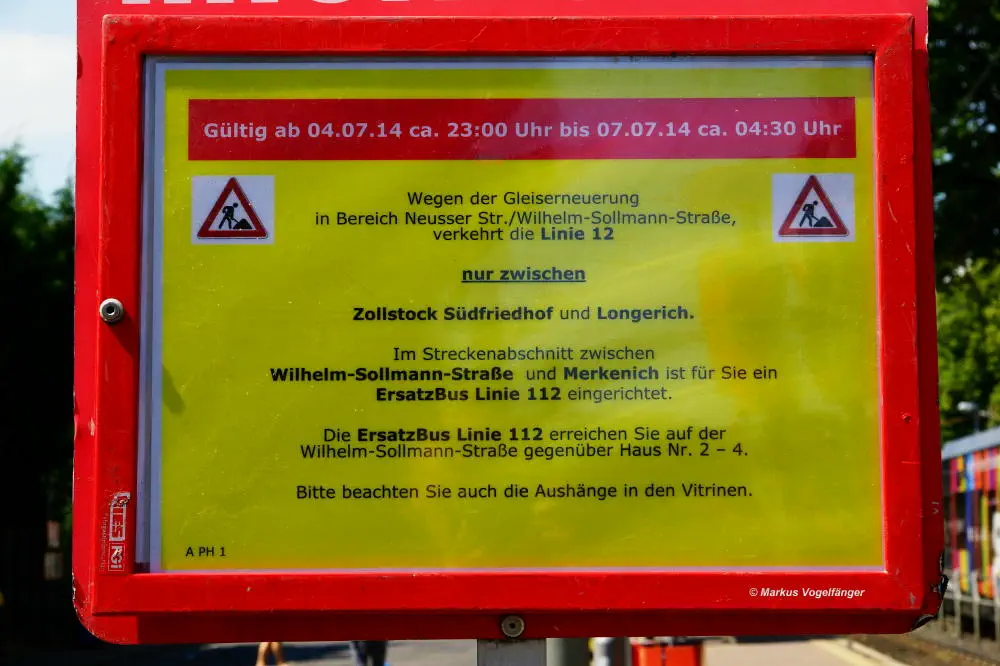 Gültig ab 04.07.14 ca. 23:00 Uhr bis 07.07.14 ca. 04:30 Uhr
Wegen der Gleiserneuerung
in Bereich Neusser Str./Wilhelm-Sollmann-Straße,
verkehrt die Linie 12
nur zwischen
Zollstock Südfriedhof und Longerich.
Im Streckenabschnitt zwischen
Wilhelm-Sollmann-Straße und Merkenich ist für Sie ein
ErsatzBus Linie 112 eingerichtet.
Die ErsatzBus Linie 112 erreichen Sie auf der
Wilhelm-Sollmann-Straße gegenüber Haus Nr. 2 – 4.
Bitte beachten Sie auch die Aushänge in den Vitrinen.
A PH 1
© Markus Vogelfänger